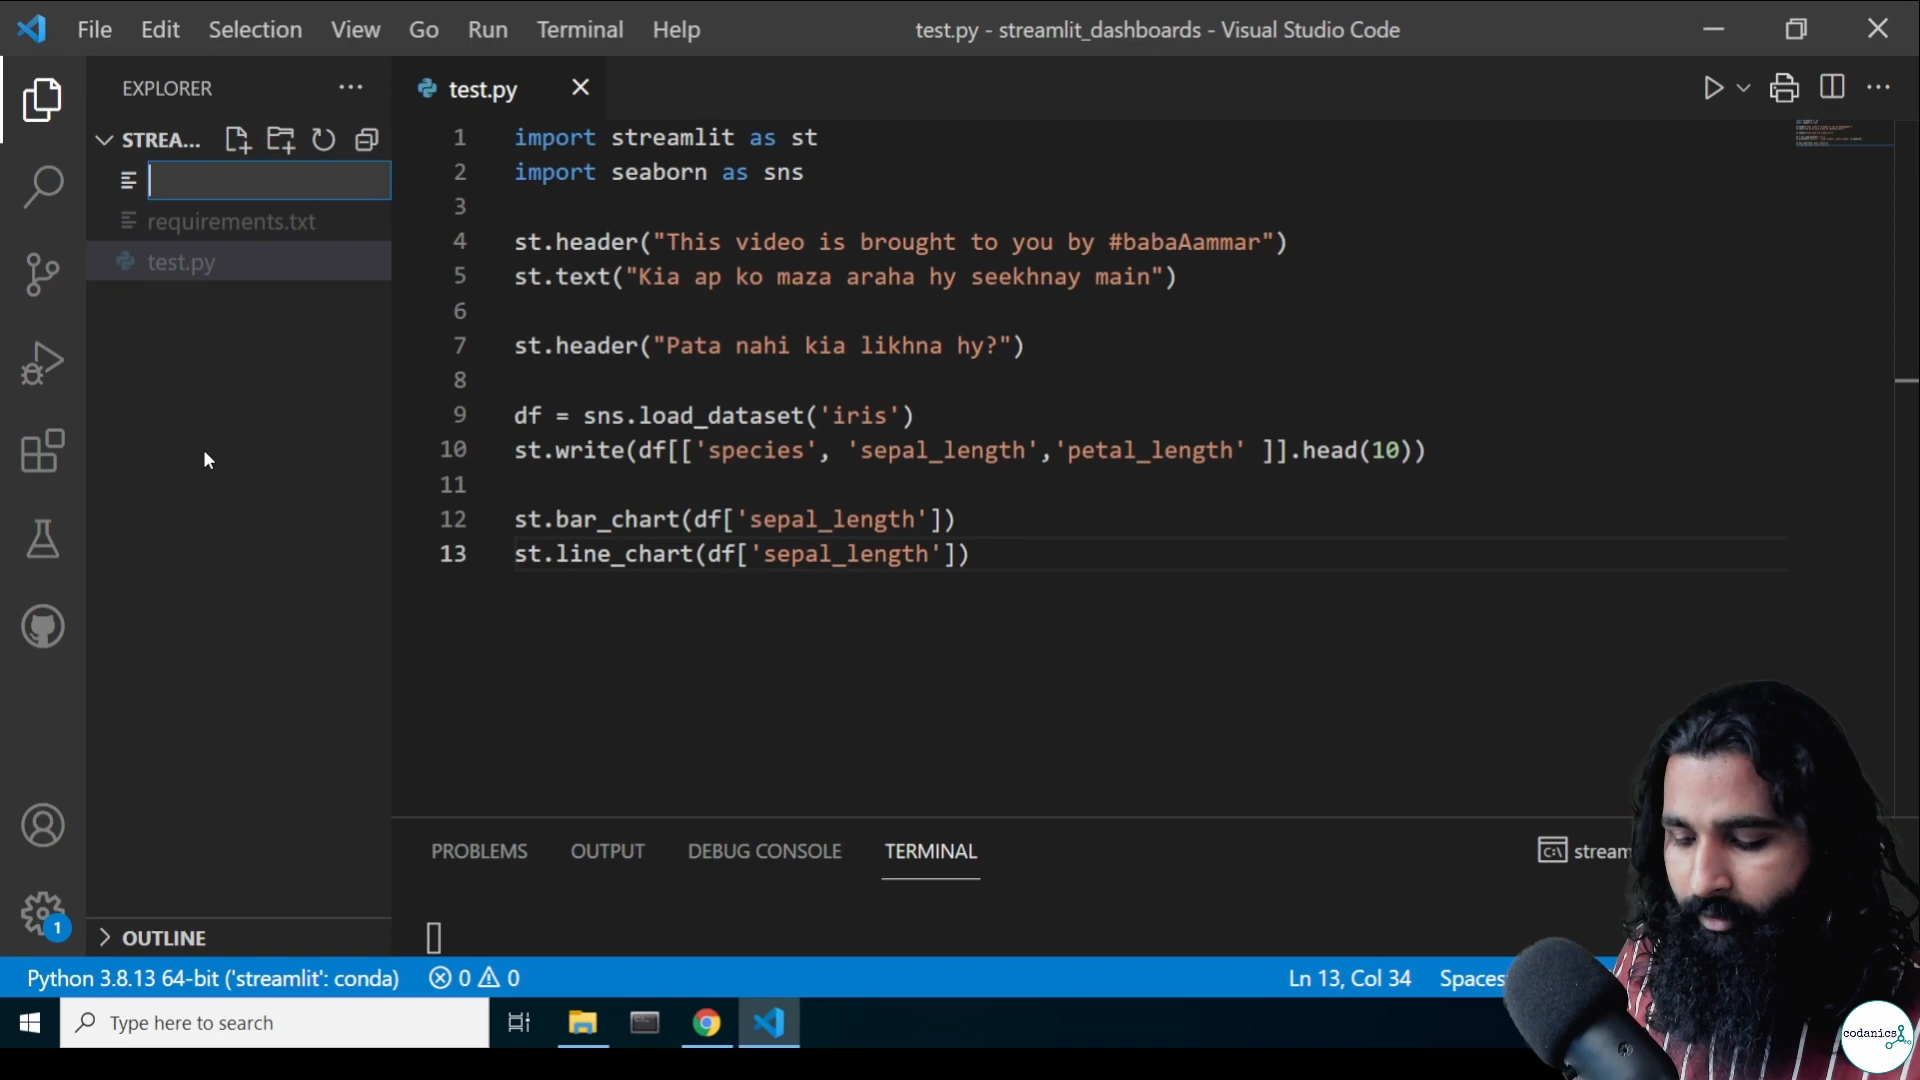 File Edit Selection View Go Run Terminal Help
test.py - streamlit_dashboards - Visual Studio Code
EXPLORER
test.py
STREA...
requirements.txt
test.py
1 import streamlit as st
2 import seaborn as sns
3
4 st.header("This video is brought to you by #babaAammar")
5 st.text("Kia ap ko maza araha hy seekhnay main")
6
7 st.header("Pata nahi kia likhna hy?")
8
9 df = sns.load_dataset('iris')
10 st.write(df[['species', 'sepal_length','petal_length' ]].head(10))
11
12 st.bar_chart(df['sepal_length'])
13 st.line_chart(df['sepal_length'])
PROBLEMS OUTPUT DEBUG CONSOLE TERMINAL
stream
1
OUTLINE
Python 3.8.13 64-bit ('streamlit': conda) 0 0
Ln 13, Col 34 Spaces
Type here to search
codanics